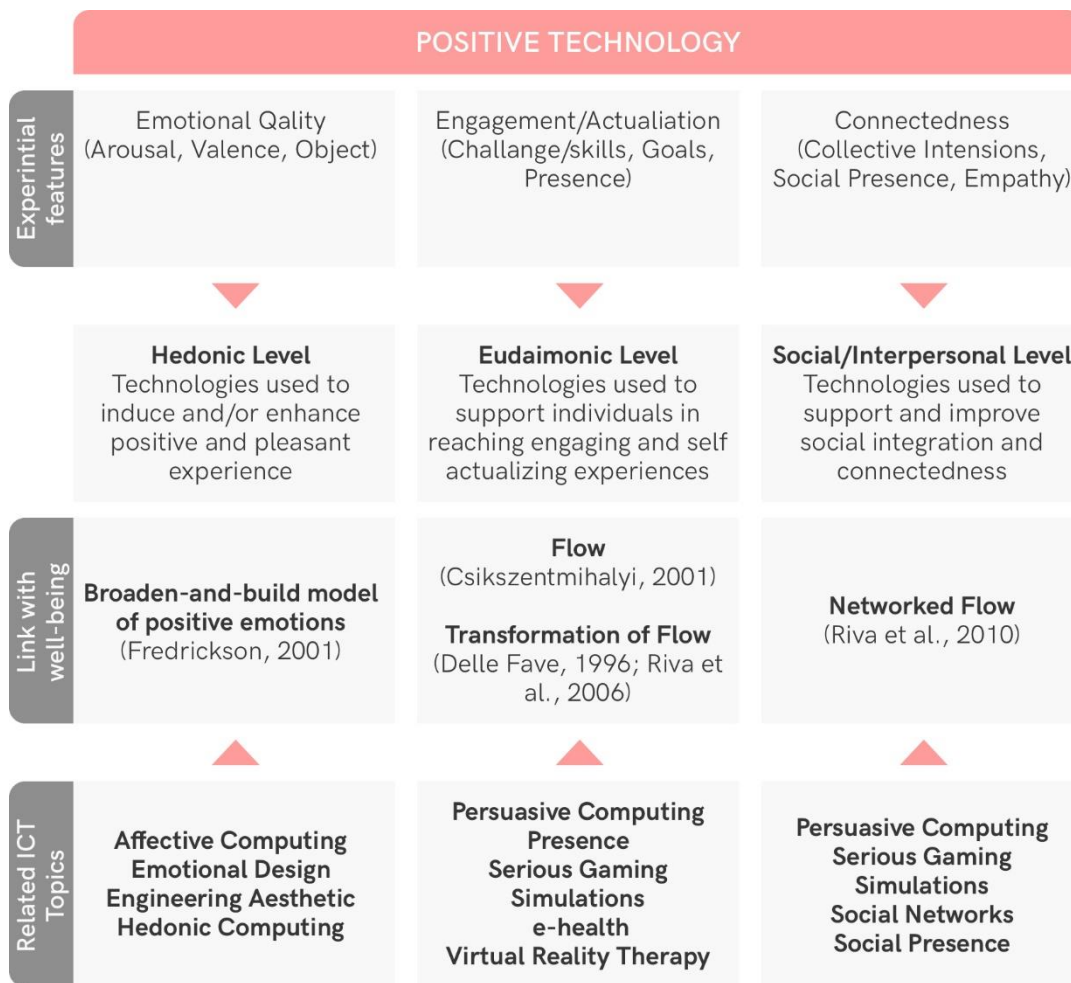 POSITIVE TECHNOLOGY
Experintial
features
Emotional Qality
(Arousal, Valence, Object)
Engagement/Actualiation
(Challange/skills, Goals,
Presence)
Connectedness
(Collective Intensions,
Social Presence, Empathy)
Hedonic Level
Technologies used to
induce and/or enhance
positive and pleasant
experience
Eudaimonic Level
Technologies used to
support individuals in
reaching engaging and self
actualizing experiences
Social/Interpersonal Level
Technologies used to
support and improve
social integration and
connectedness
Link with
well-being
Broaden-and-build model
of positive emotions
(Fredrickson, 2001)
Flow
(Csikszentmihalyi, 2001)
Transformation of Flow
(Delle Fave, 1996; Riva et
al., 2006)
Networked Flow
(Riva et al., 2010)
Related ICT
Topics
Affective Computing
Emotional Design
Engineering Aesthetic
Hedonic Computing
Persuasive Computing
Presence
Serious Gaming
Simulations
e-health
Virtual Reality Therapy
Persuasive Computing
Serious Gaming
Simulations
Social Networks
Social Presence